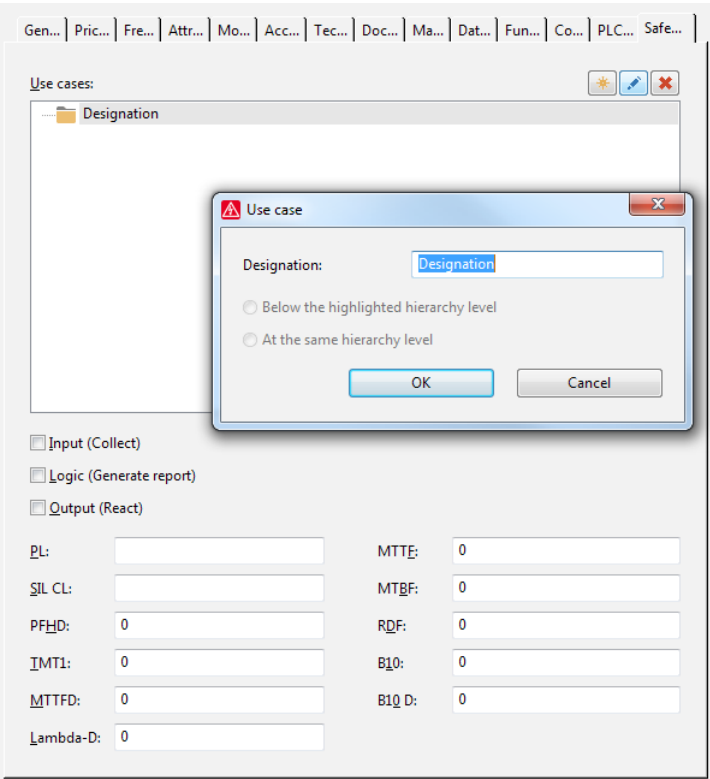 Gen... Pric... Fre... Attr... Mo... Acc... Tec... Doc... Ma... Dat... Fun... Co... PLC... Safe...
Use cases:
Designation
Use case
Designation: Designation
Below the highlighted hierarchy level
At the same hierarchy level
OK Cancel
Input (Collect)
Logic (Generate report)
Output (React)
PL: MTTF: 0
SIL CL: MTBF: 0
PFHD: 0 RDF: 0
TMT1: 0 B10: 0
MTTFD: 0 B10 D: 0
Lambda-D: 0